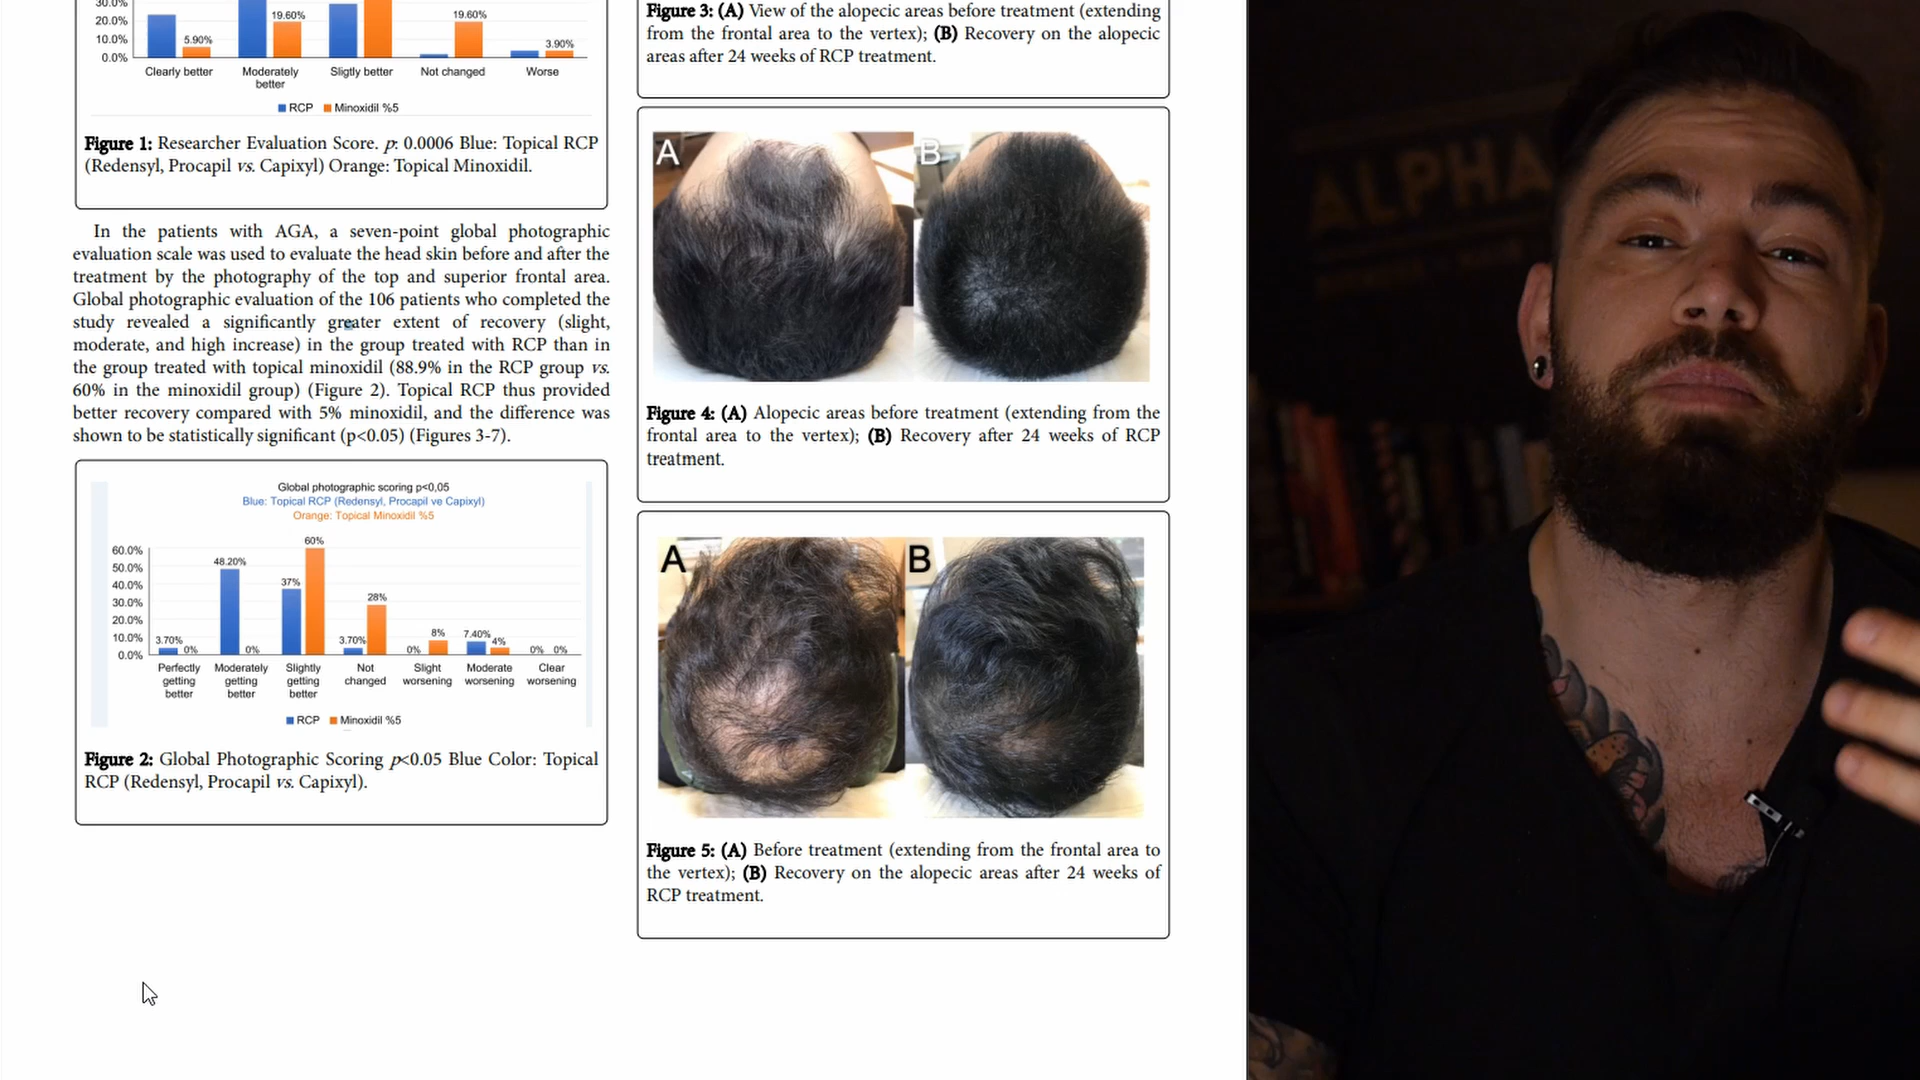 30.0%
20.0%
10.0%
0.0%
5.90%
19.60%
19.60%
3.90%
Clearly better
Moderately
better
Sligtly better
Not changed
Worse
RCP
Minoxidil %5
Figure 1: Researcher Evaluation Score. p: 0.0006 Blue: Topical RCP
(Redensyl, Procapil vs. Capixyl) Orange: Topical Minoxidil.
In the patients with AGA, a seven-point global photographic
evaluation scale was used to evaluate the head skin before and after the
treatment by the photography of the top and superior frontal area.
Global photographic evaluation of the 106 patients who completed the
study revealed a significantly greater extent of recovery (slight,
moderate, and high increase) in the group treated with RCP than in
the group treated with topical minoxidil (88.9% in the RCP group vs.
60% in the minoxidil group) (Figure 2). Topical RCP thus provided
better recovery compared with 5% minoxidil, and the difference was
shown to be statistically significant (p<0.05) (Figures 3-7).
Global photographic scoring p<0,05
Blue: Topical RCP (Redensyl, Procapil ve Capixyl)
Orange: Topical Minoxidil %5
60.0%
50.0%
40.0%
30.0%
20.0%
10.0%
0.0%
3.70%
0%
48.20%
0%
37%
60%
3.70%
28%
0%
8%
7.40%
4%
0%
0%
Perfectly
getting
better
Moderately
getting
better
Slightly
getting
better
Not
changed
Slight
worsening
Moderate
worsening
Clear
worsening
RCP
Minoxidil %5
Figure 2: Global Photographic Scoring p<0.05 Blue Color: Topical
RCP (Redensyl, Procapil vs. Capixyl).
Figure 3: (A) View of the alopecic areas before treatment (extending
from the frontal area to the vertex); (B) Recovery on the alopecic
areas after 24 weeks of RCP treatment.
A
B
Figure 4: (A) Alopecic areas before treatment (extending from the
frontal area to the vertex); (B) Recovery after 24 weeks of RCP
treatment.
A
B
Figure 5: (A) Before treatment (extending from the frontal area to
the vertex); (B) Recovery on the alopecic areas after 24 weeks of
RCP treatment.
ALPHA